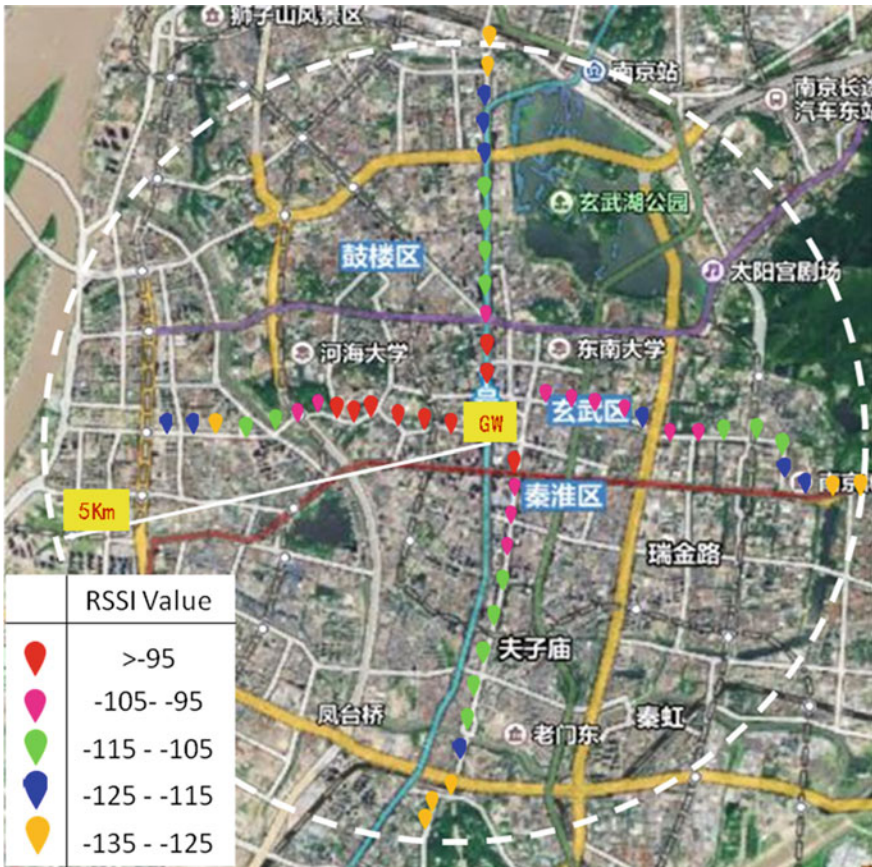 狮子山风景区
南京站
南京长途
汽车东站
玄武湖公园
鼓楼区
太阳宫剧场
河海大学
东南大学
玄武区
GW
秦淮区
5Km
瑞金路
RSSI Value
>-95
-105- -95
-115 - -105
-125 - -115
-135 - -125
夫子庙
凤台桥
老门东
秦虹